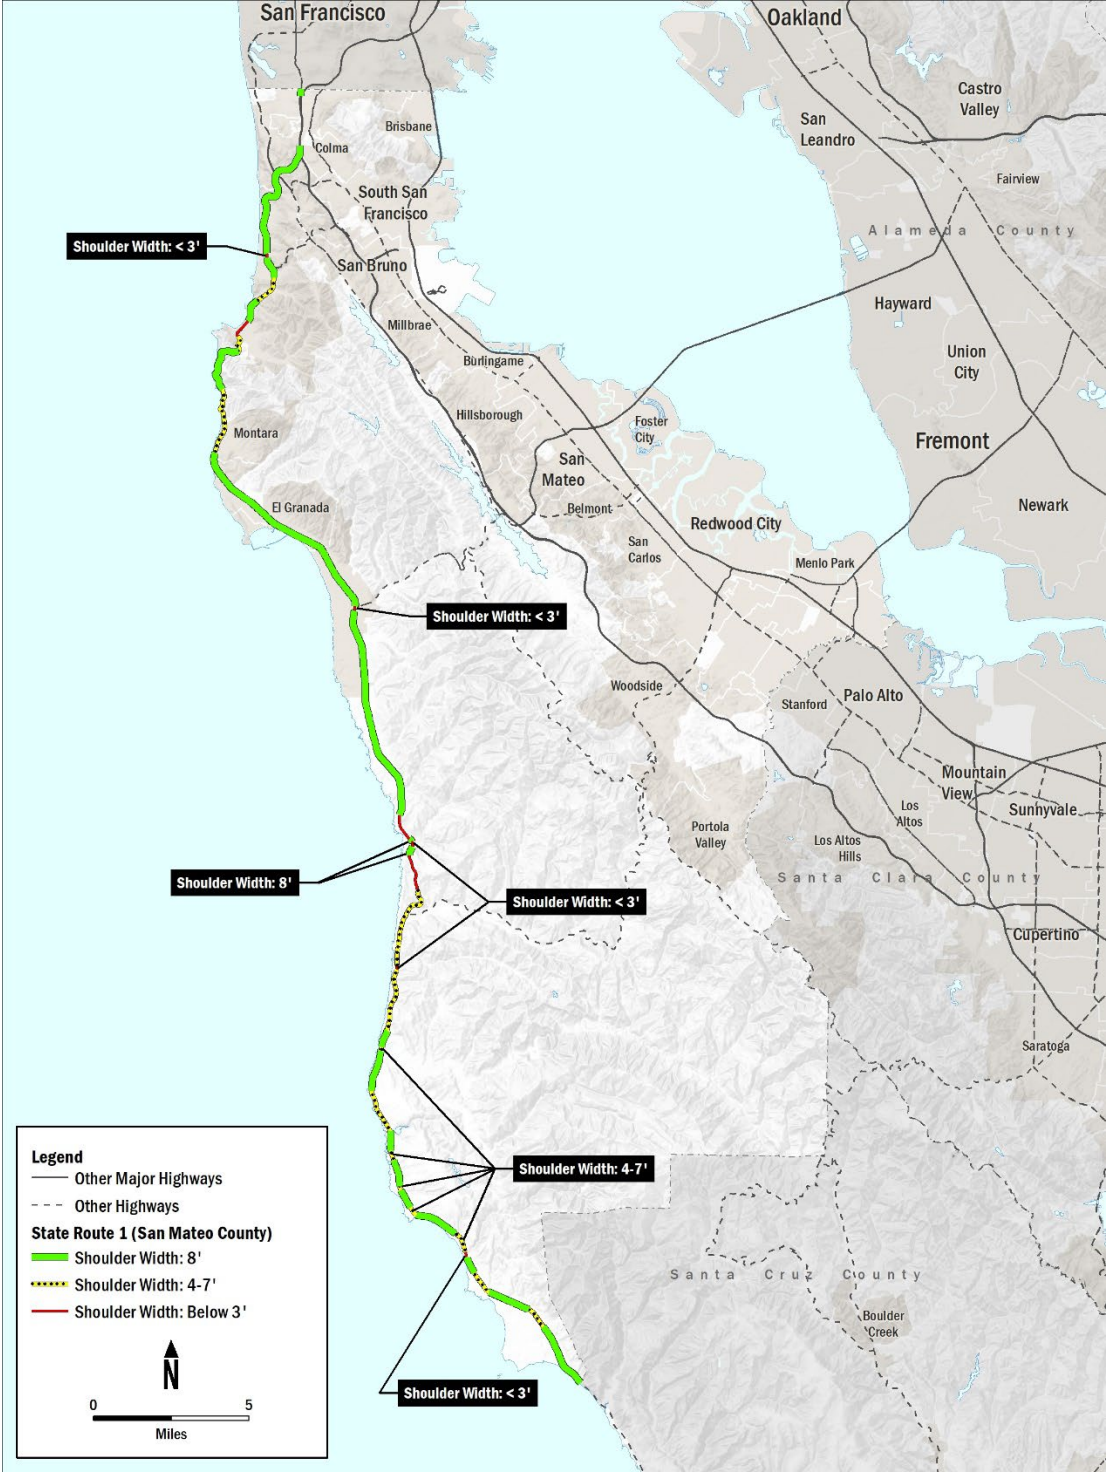 San Francisco
Oakland
Castro
Valley
San
Leandro
Brisbane
Colma
Fairview
South San
Francisco
Alameda County
Shoulder Width: < 3'
San Bruno
Hayward
Millbrae
Union
City
Burlingame
Hillsborough
Foster
City
Montara
Fremont
San
Mateo
Belmont
Newark
El Granada
Redwood City
San
Carlos
Menlo Park
Shoulder Width: < 3'
Woodside
Stanford
Palo Alto
Mountain
View
Sunnyvale
Los
Altos
Portola
Valley
Los Altos
Hills
Santa Clara County
Shoulder Width: 8'
Shoulder Width: < 3'
Cupertino
Saratoga
Shoulder Width: 4-7'
Santa Cruz County
Boulder
Creek
Shoulder Width: < 3'
Legend
Other Major Highways
Other Highways
State Route 1 (San Mateo County)
Shoulder Width: 8'
Shoulder Width: 4-7'
Shoulder Width: Below 3'
N
0 5
Miles